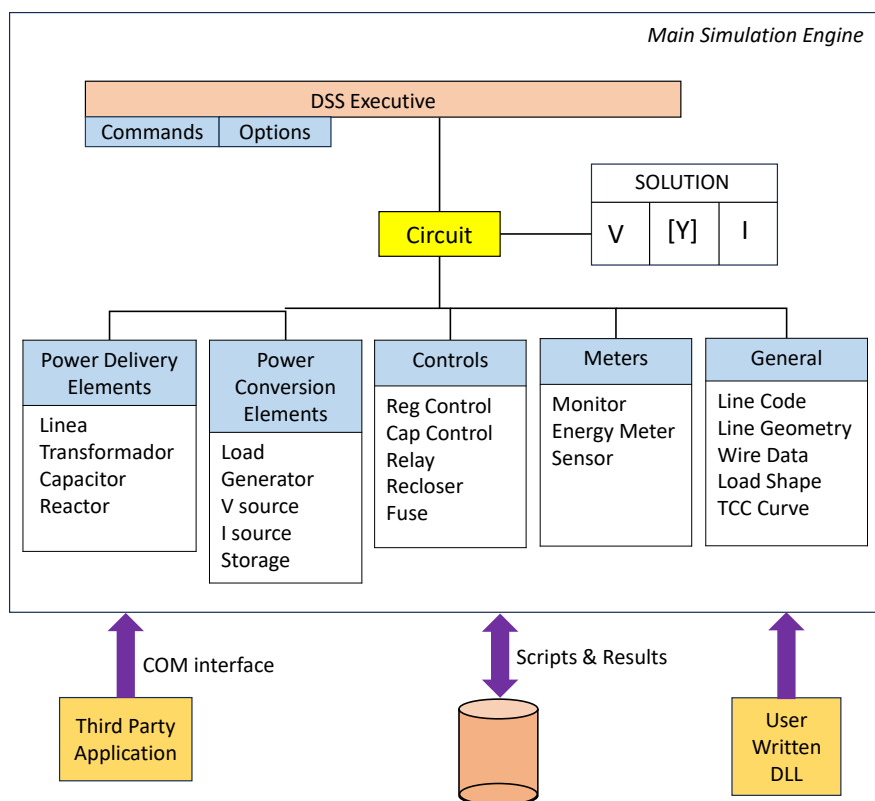 Main Simulation Engine
DSS Executive
Commands
Options
SOLUTION
V
[Y]
I
Circuit
Power Delivery
Elements
Linea
Transformador
Capacitor
Reactor
Power
Conversion
Elements
Load
Generator
V source
I source
Storage
Controls
Reg Control
Cap Control
Relay
Recloser
Fuse
Meters
Monitor
Energy Meter
Sensor
General
Line Code
Line Geometry
Wire Data
Load Shape
TCC Curve
COM interface
Scripts & Results
Third Party
Application
User
Written
DLL